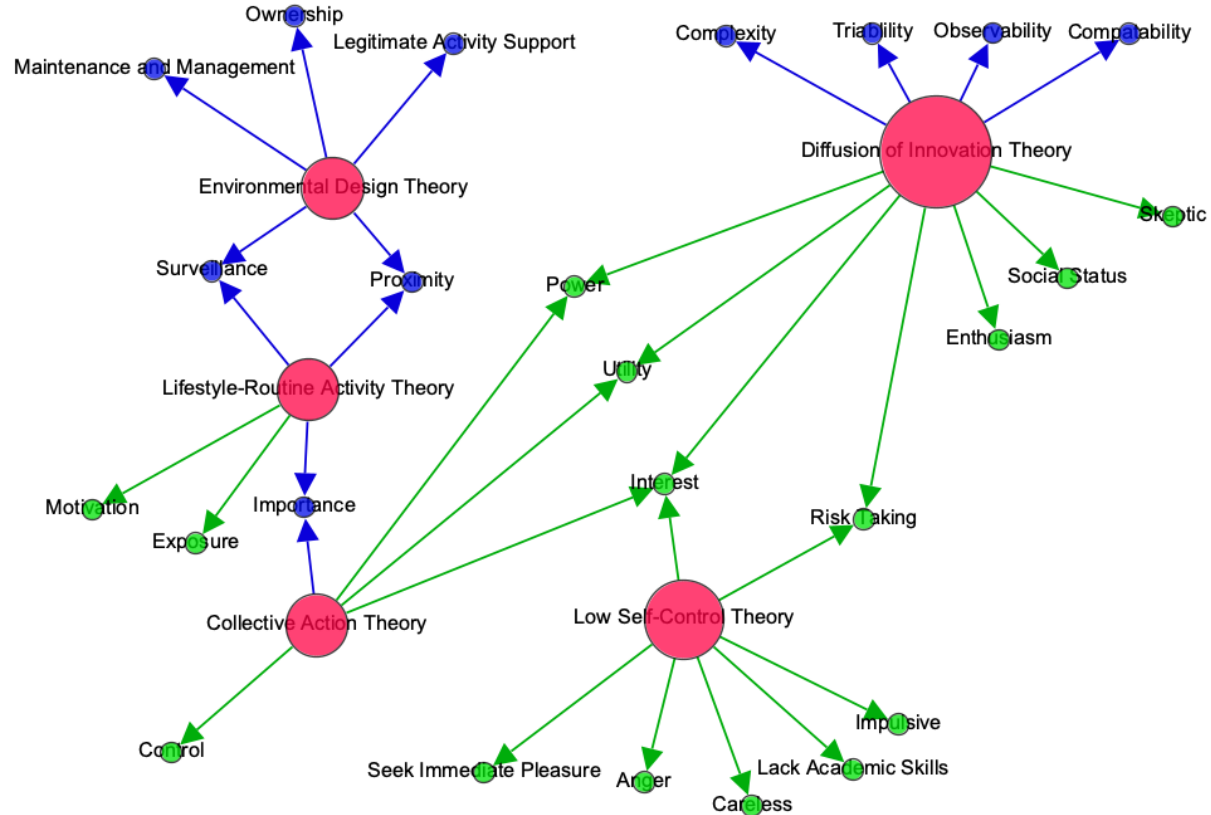 Ownership
Legitimate Activity Support
Maintenance and Management
Environmental Design Theory
Surveillance
Proximity
Lifestyle-Routine Activity Theory
Motivation
Exposure
Importance
Collective Action Theory
Control
Complexity
Triablility
Observability
Compatability
Diffusion of Innovation Theory
Skeptic
Social Status
Enthusiasm
Power
Utility
Interest
Risk Taking
Low Self-Control Theory
Impulsive
Lack Academic Skills
Careless
Anger
Seek Immediate Pleasure